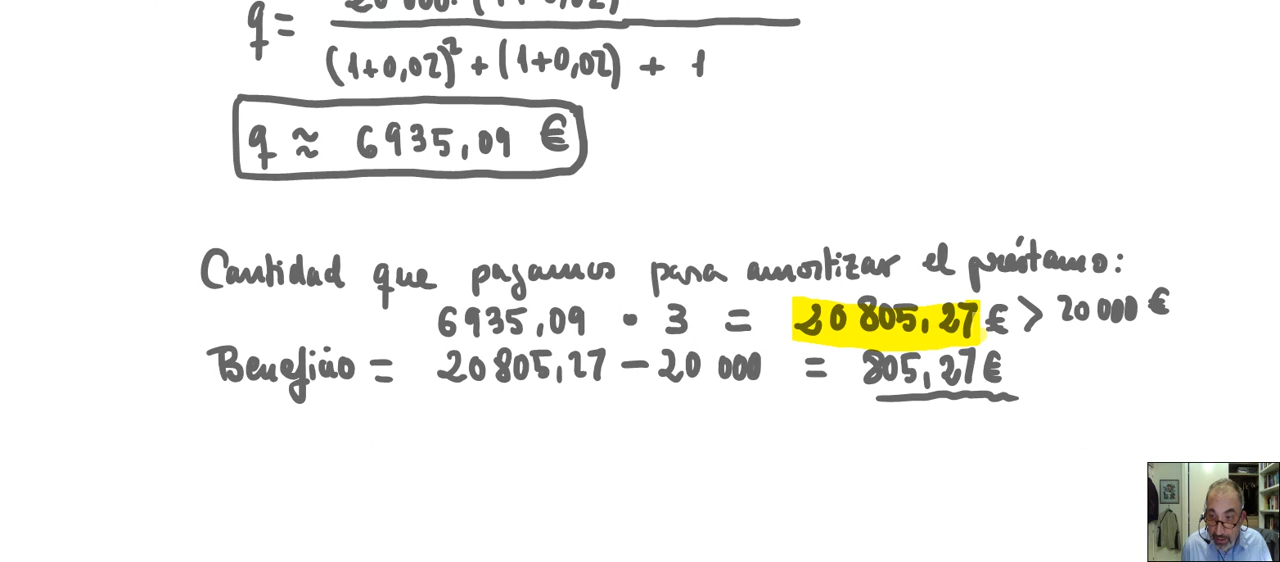 q =
(1+0,02)² + (1+0,02) + 1
q ≈ 6935,09 €
Cantidad que pagamos para amortizar el préstamo:
6935,09 • 3 = 20 805,27 € > 20 000 €
Beneficio = 20805,27 – 20 000 = 805,27 €